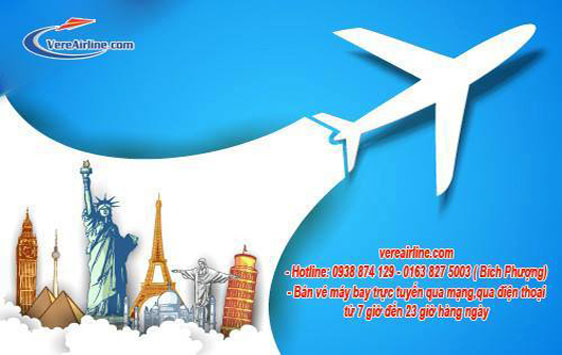 VereAirline.com
vereairline.com
- Hotline: 0938 874 129 - 0163 827 5003 ( Bích Phượng)
- Bán vé máy bay trực tuyến qua mạng,qua điện thoại
từ 7 giờ đến 23 giờ hàng ngày